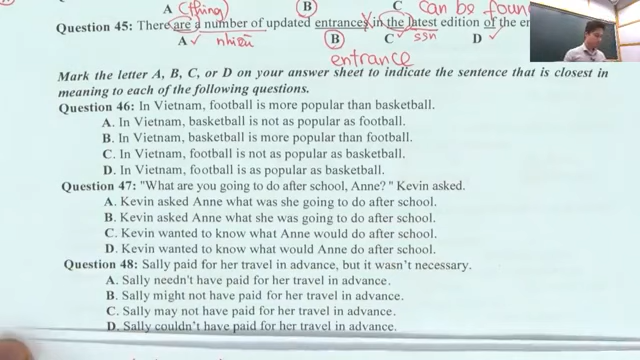 A (thing) B C can be found
Question 45: There are a number of updated entrances in the latest edition of the en
A nhiều B C ssn D
entrance
Mark the letter A, B, C, or D on your answer sheet to indicate the sentence that is closest in
meaning to each of the following questions.
Question 46: In Vietnam, football is more popular than basketball.
A. In Vietnam, basketball is not as popular as football.
B. In Vietnam, basketball is more popular than football.
C. In Vietnam, football is not as popular as basketball.
D. In Vietnam, football is as popular as basketball.
Question 47: "What are you going to do after school, Anne?" Kevin asked.
A. Kevin asked Anne what was she going to do after school.
B. Kevin asked Anne what she was going to do after school.
C. Kevin wanted to know what Anne would do after school.
D. Kevin wanted to know what would Anne do after school.
Question 48: Sally paid for her travel in advance, but it wasn't necessary.
A. Sally needn't have paid for her travel in advance.
B. Sally might not have paid for her travel in advance.
C. Sally may not have paid for her travel in advance.
D. Sally couldn't have paid for her travel in advance.